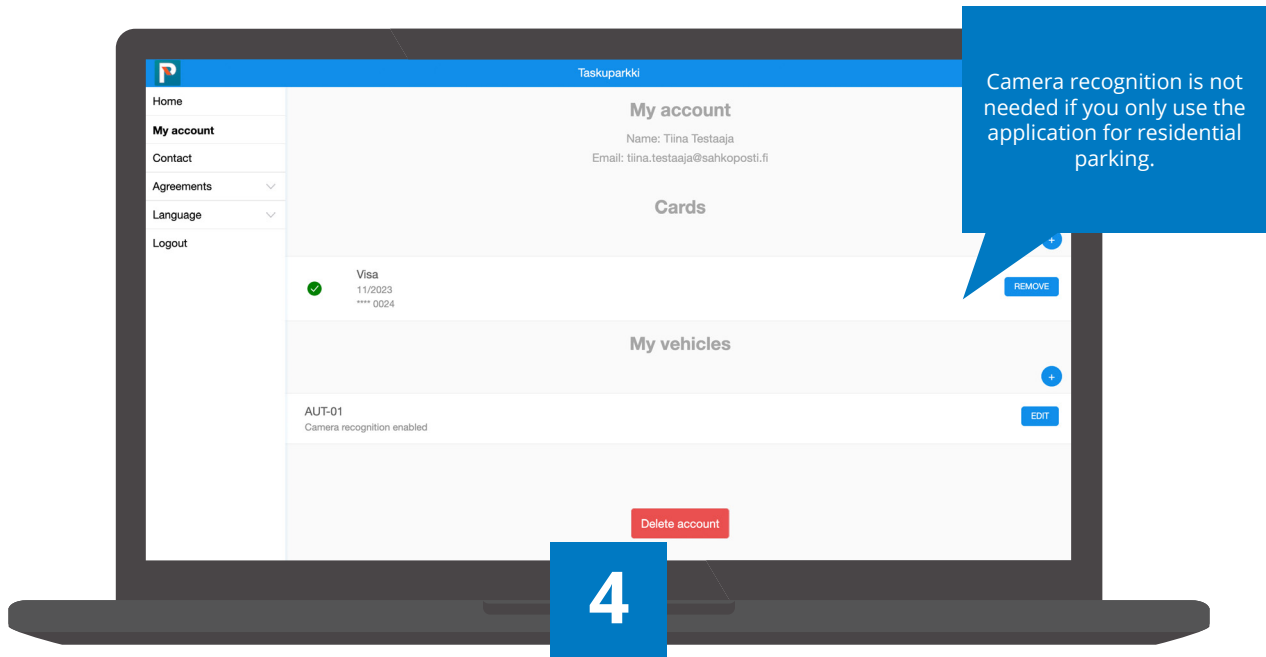 Taskuparkki
Home
My account
Contact
Agreements
Language
Logout
My account
Name: Tiina Testaaja
Email: tiina.testaaja@sahkoposti.fi
Cards
+
Visa
11/2023
**** 0024
REMOVE
My vehicles
+
AUT-01
Camera recognition enabled
EDIT
Delete account
Camera recognition is not
needed if you only use the
application for residential
parking.
4